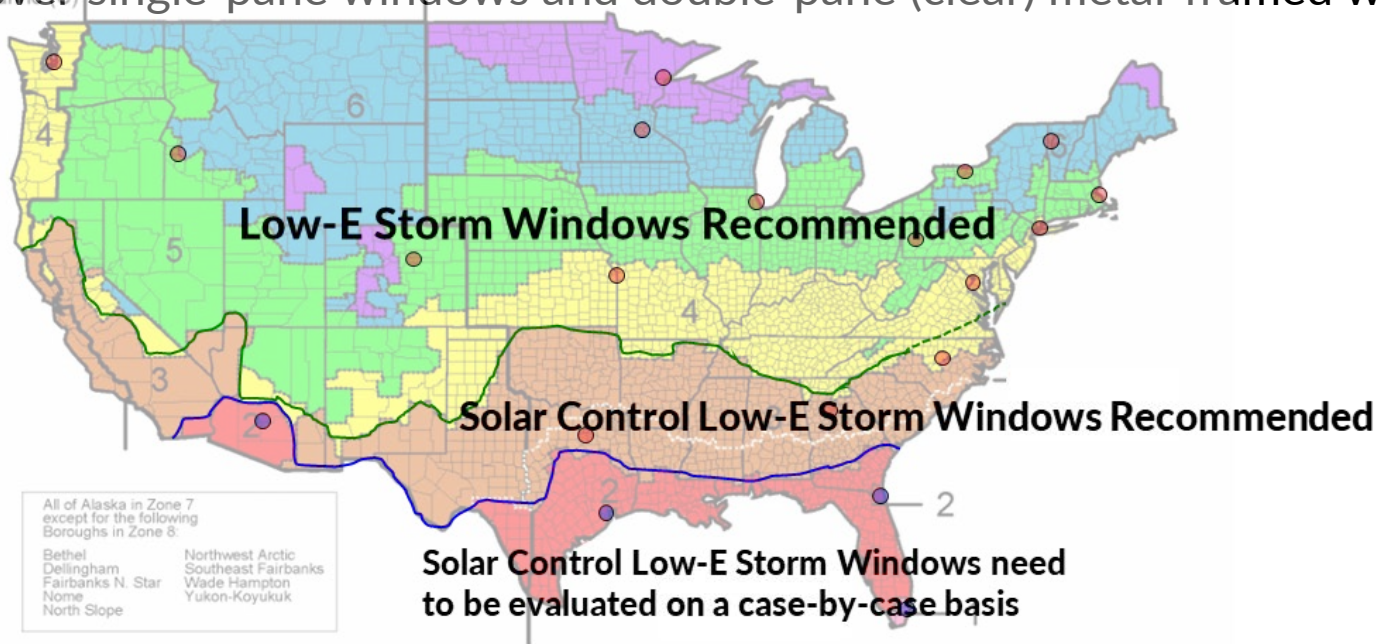 over single-pane windows and double-pane (clear) metal-framed w
7
6
4
6
Low-E Storm Windows Recommended
5
4
3
Solar Control Low-E Storm Windows Recommended
2
2
2
Solar Control Low-E Storm Windows need
to be evaluated on a case-by-case basis
1
All of Alaska in Zone 7
except for the following
Boroughs in Zone 8:
Bethel Northwest Arctic
Dellingham Southeast Fairbanks
Fairbanks N. Star Wade Hampton
Nome Yukon-Koyukuk
North Slope